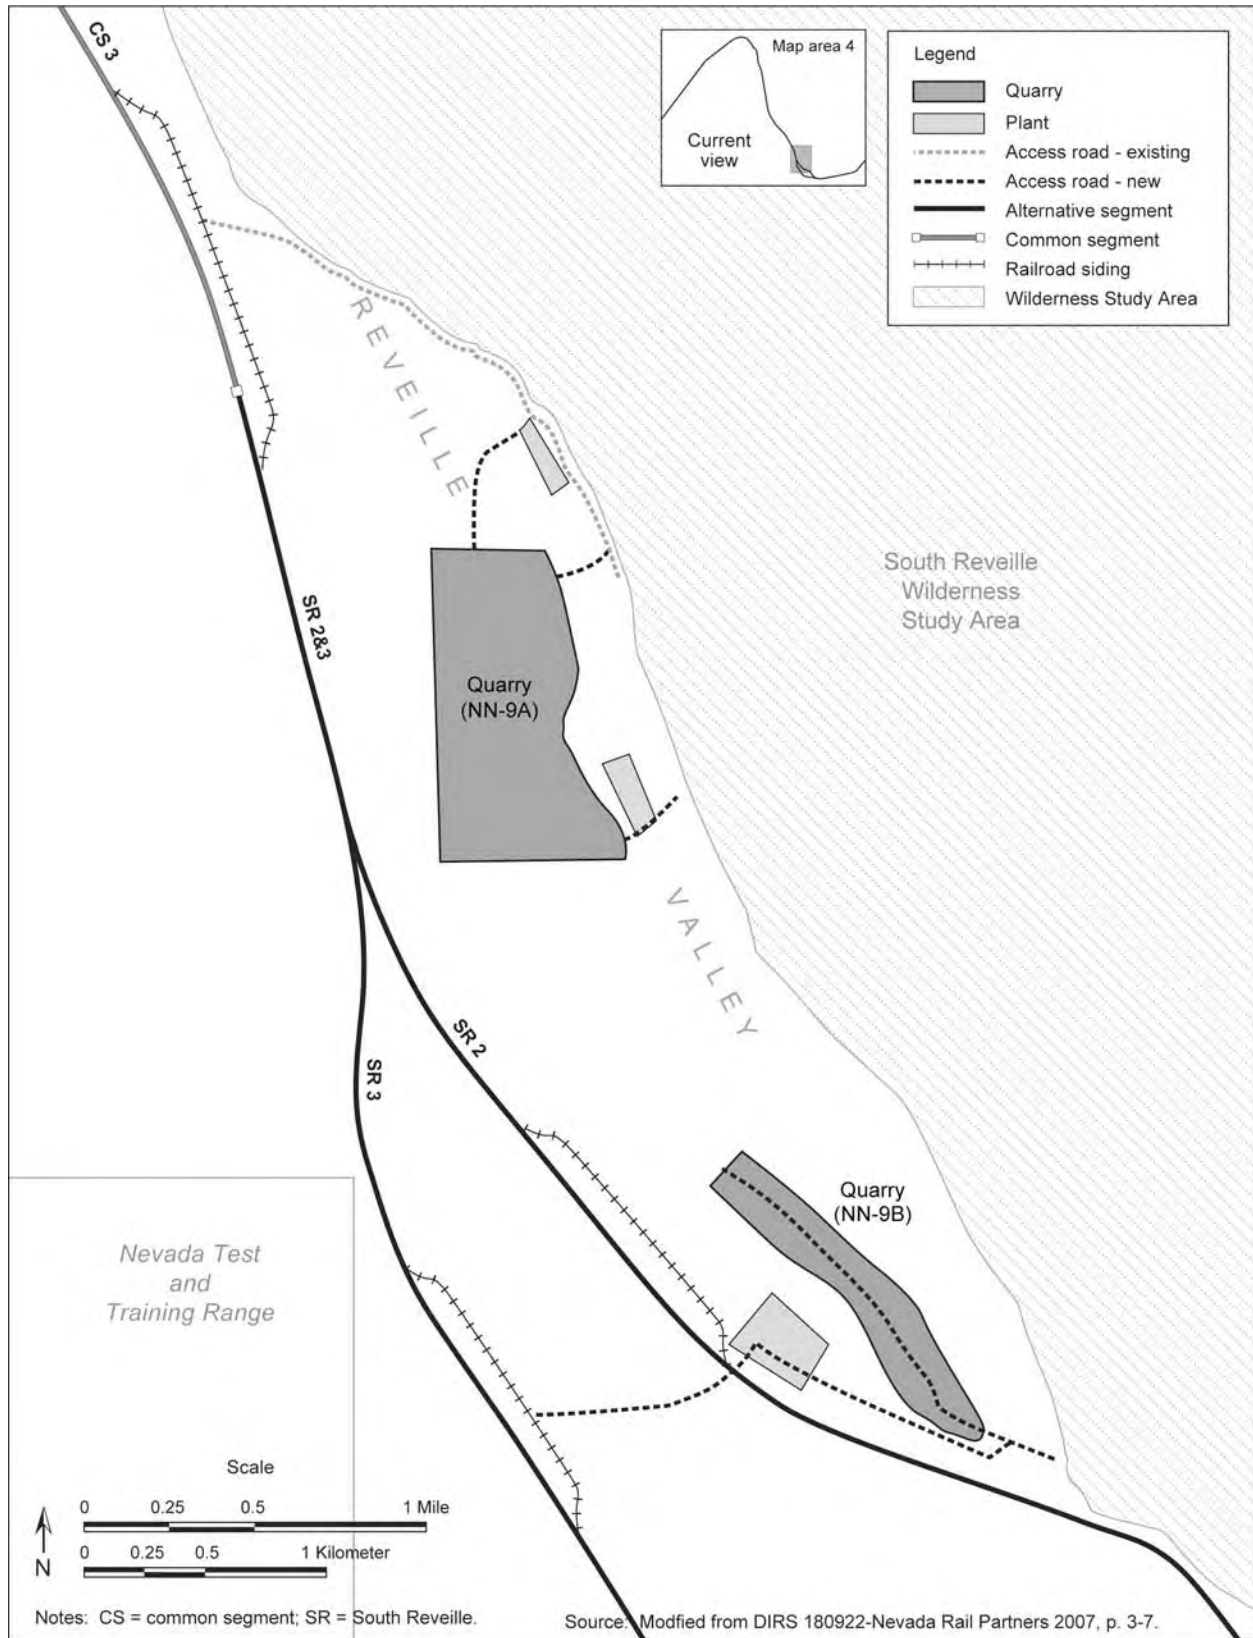 CS 3
Map area 4
Current
view
Legend
Quarry
Plant
Access road - existing
Access road - new
Alternative segment
Common segment
Railroad siding
Wilderness Study Area
REVEILLE
South Reveille
Wilderness
Study Area
SR 2&3
Quarry
(NN-9A)
VALLEY
SR 2
SR 3
Quarry
(NN-9B)
Nevada Test
and
Training Range
Scale
0 0.25 0.5 1 Mile
0 0.25 0.5 1 Kilometer
N
Notes: CS = common segment; SR = South Reveille.
Source: Modfied from DIRS 180922-Nevada Rail Partners 2007, p. 3-7.